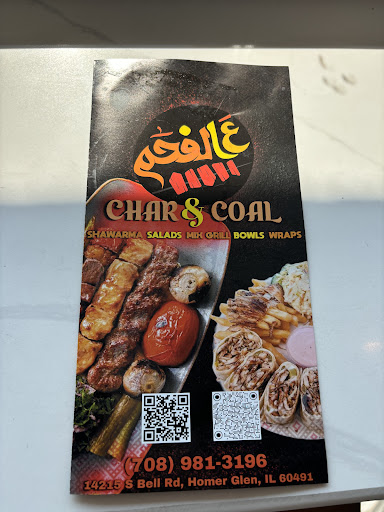 عالفحم
CHAR & COAL
SHAWARMA SALADS MIX GRILL BOWLS WRAPS
(708) 981-3196
14215 S Bell Rd, Homer Glen, IL 60491